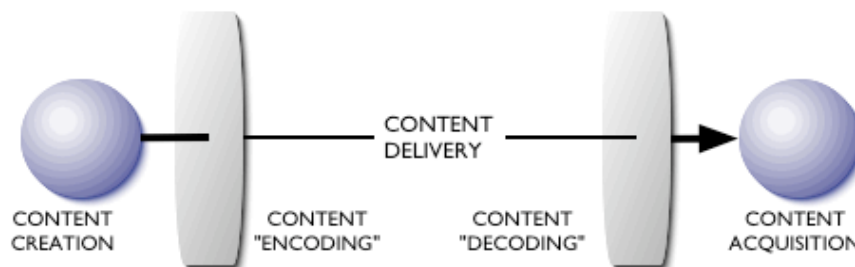 CONTENT
DELIVERY
CONTENT
CREATION
CONTENT
"ENCODING"
CONTENT
"DECODING"
CONTENT
ACQUISITION